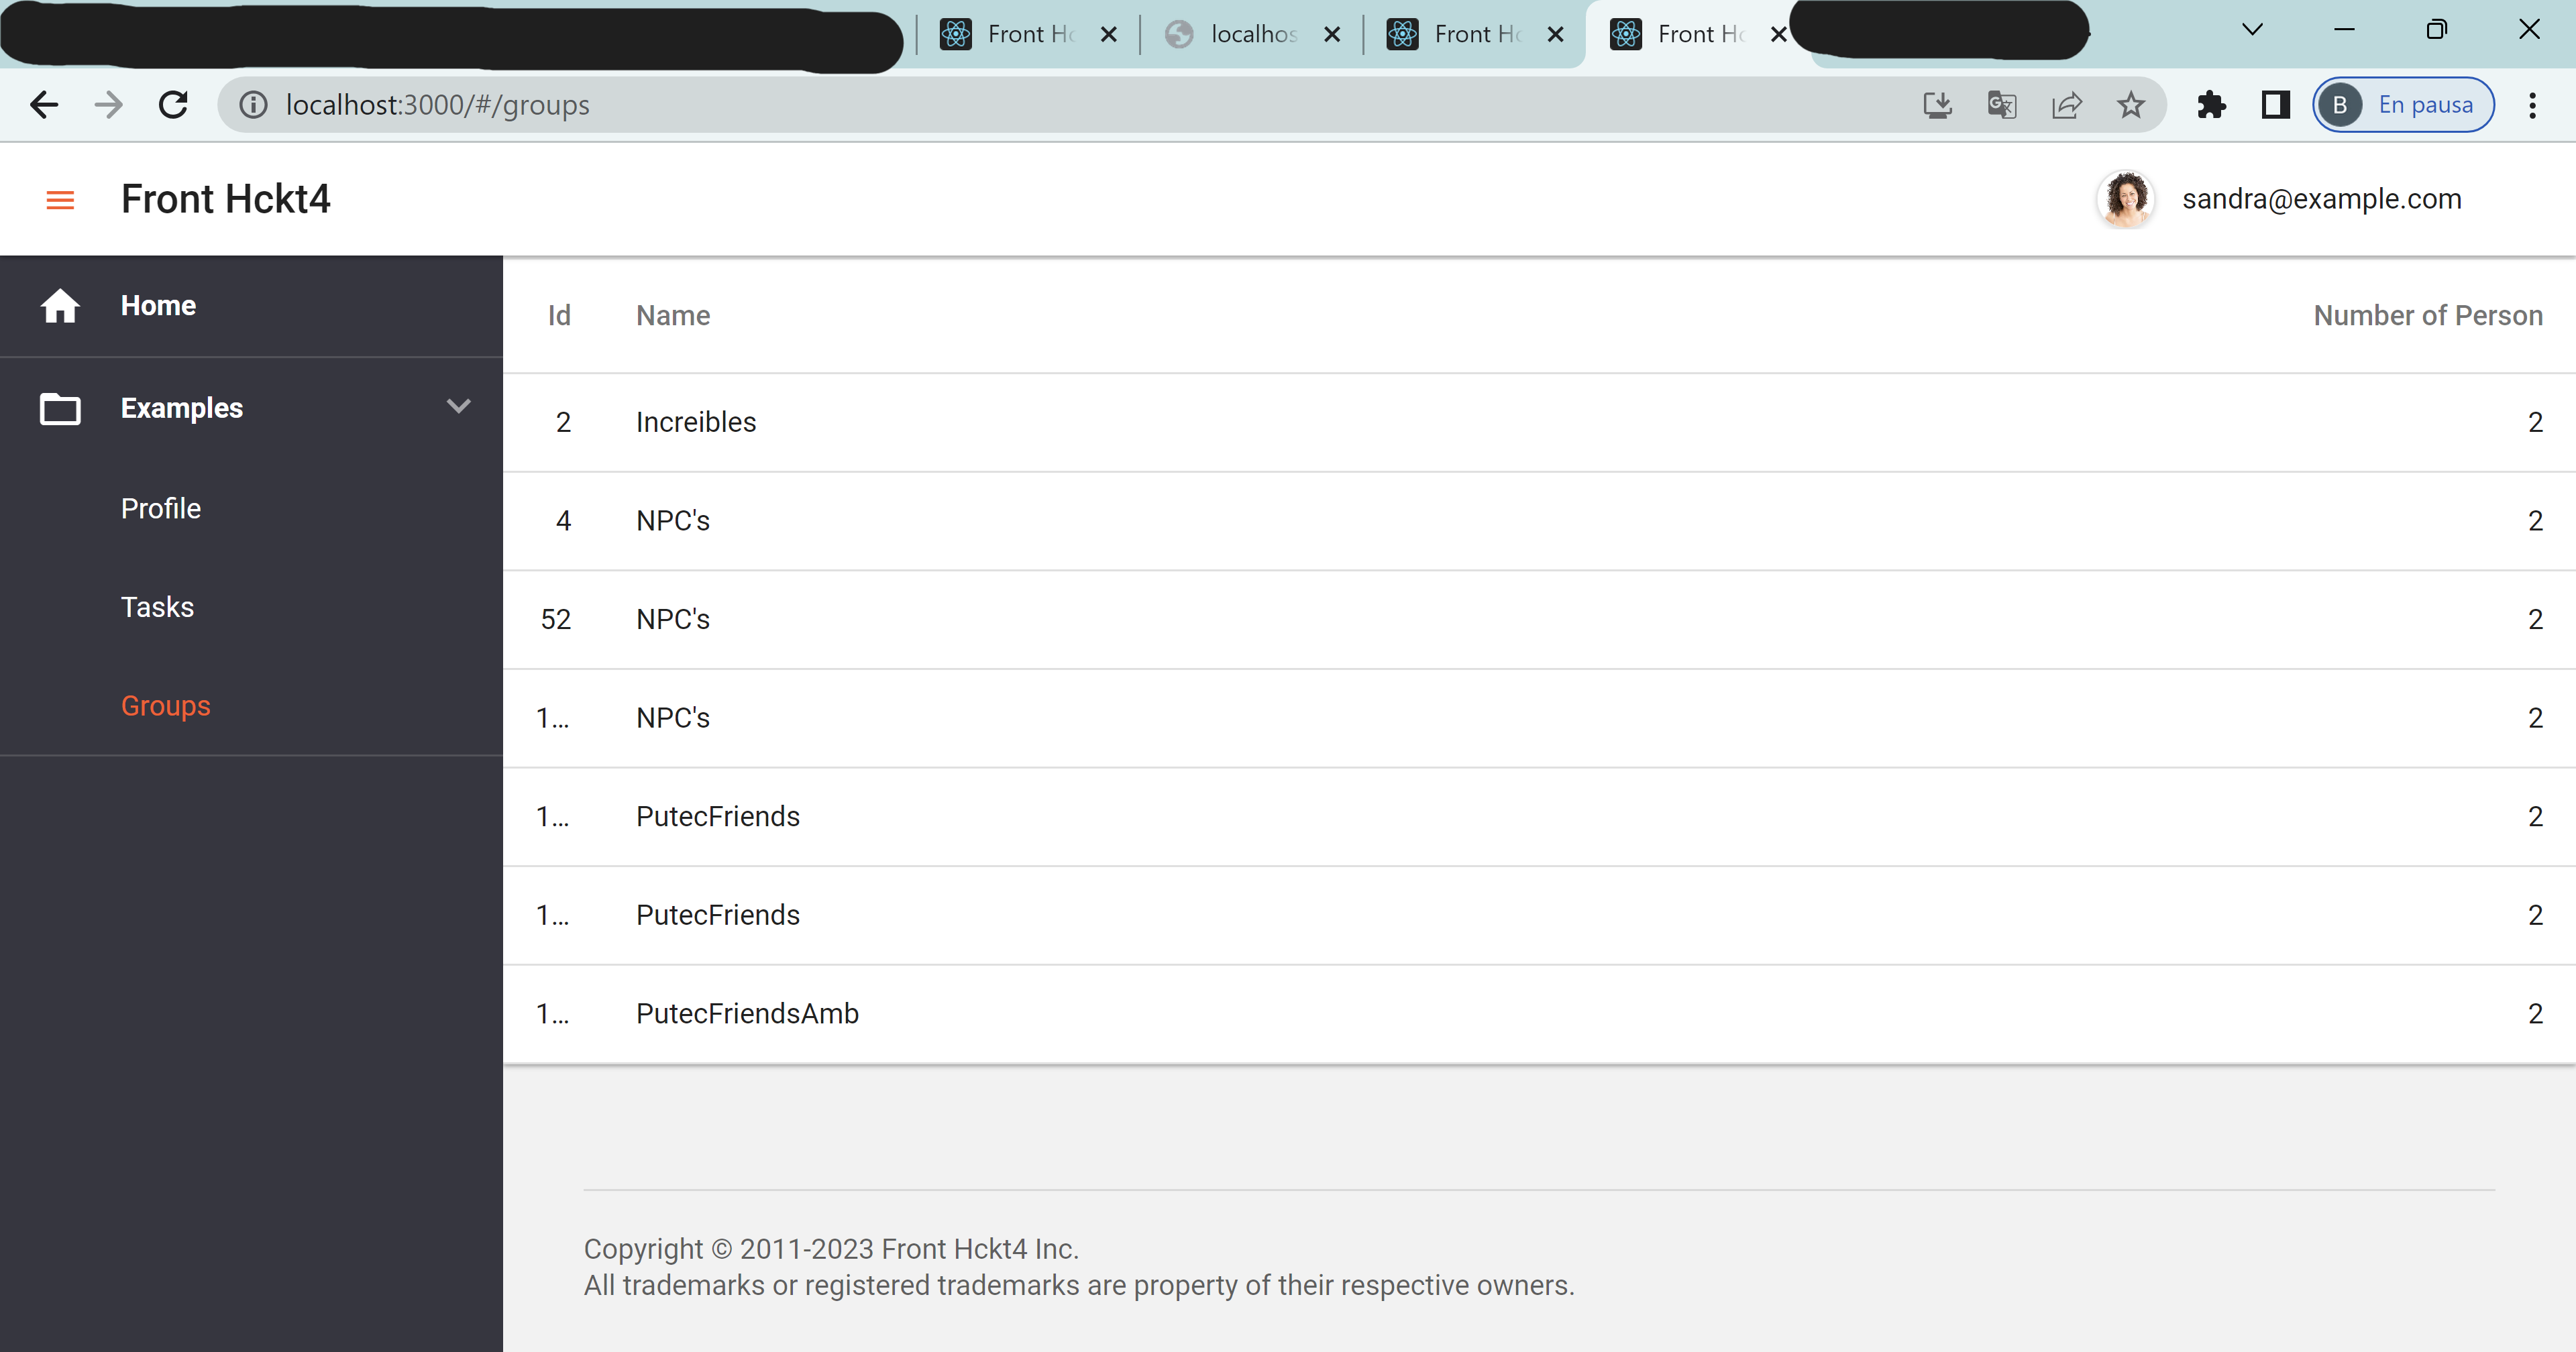 Front H
localhos
Front H
Front H
localhost:3000/#/groups
B En pausa
Front Hckt4
sandra@example.com
Home
Examples
Profile
Tasks
Groups
Id Name Number of Person
2 Increibles 2
4 NPC's 2
52 NPC's 2
1... NPC's 2
1... PutecFriends 2
1... PutecFriends 2
1... PutecFriendsAmb 2
Copyright © 2011-2023 Front Hckt4 Inc.
All trademarks or registered trademarks are property of their respective owners.